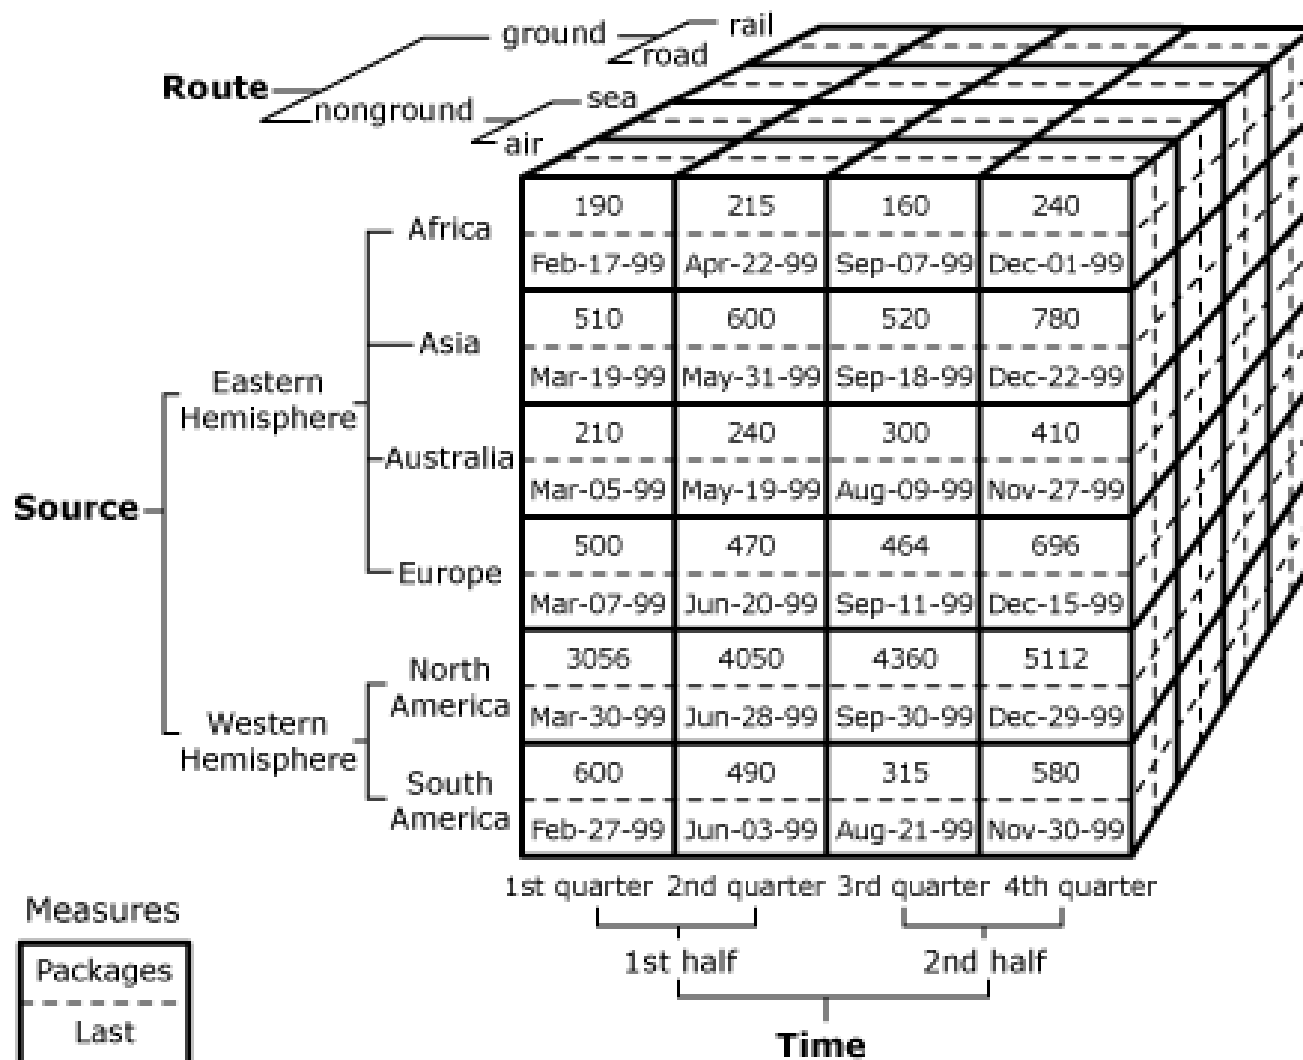 ground
rail
road
Route
nonground
sea
air
Africa
190 215 160 240
Feb-17-99 Apr-22-99 Sep-07-99 Dec-01-99
Asia
510 600 520 780
Mar-19-99 May-31-99 Sep-18-99 Dec-22-99
Eastern
Hemisphere
Australia
210 240 300 410
Mar-05-99 May-19-99 Aug-09-99 Nov-27-99
Source
Europe
500 470 464 696
Mar-07-99 Jun-20-99 Sep-11-99 Dec-15-99
North
America
3056 4050 4360 5112
Mar-30-99 Jun-28-99 Sep-30-99 Dec-29-99
Western
Hemisphere
South
America
600 490 315 580
Feb-27-99 Jun-03-99 Aug-21-99 Nov-30-99
1st quarter 2nd quarter 3rd quarter 4th quarter
1st half 2nd half
Time
Measures
Packages
Last